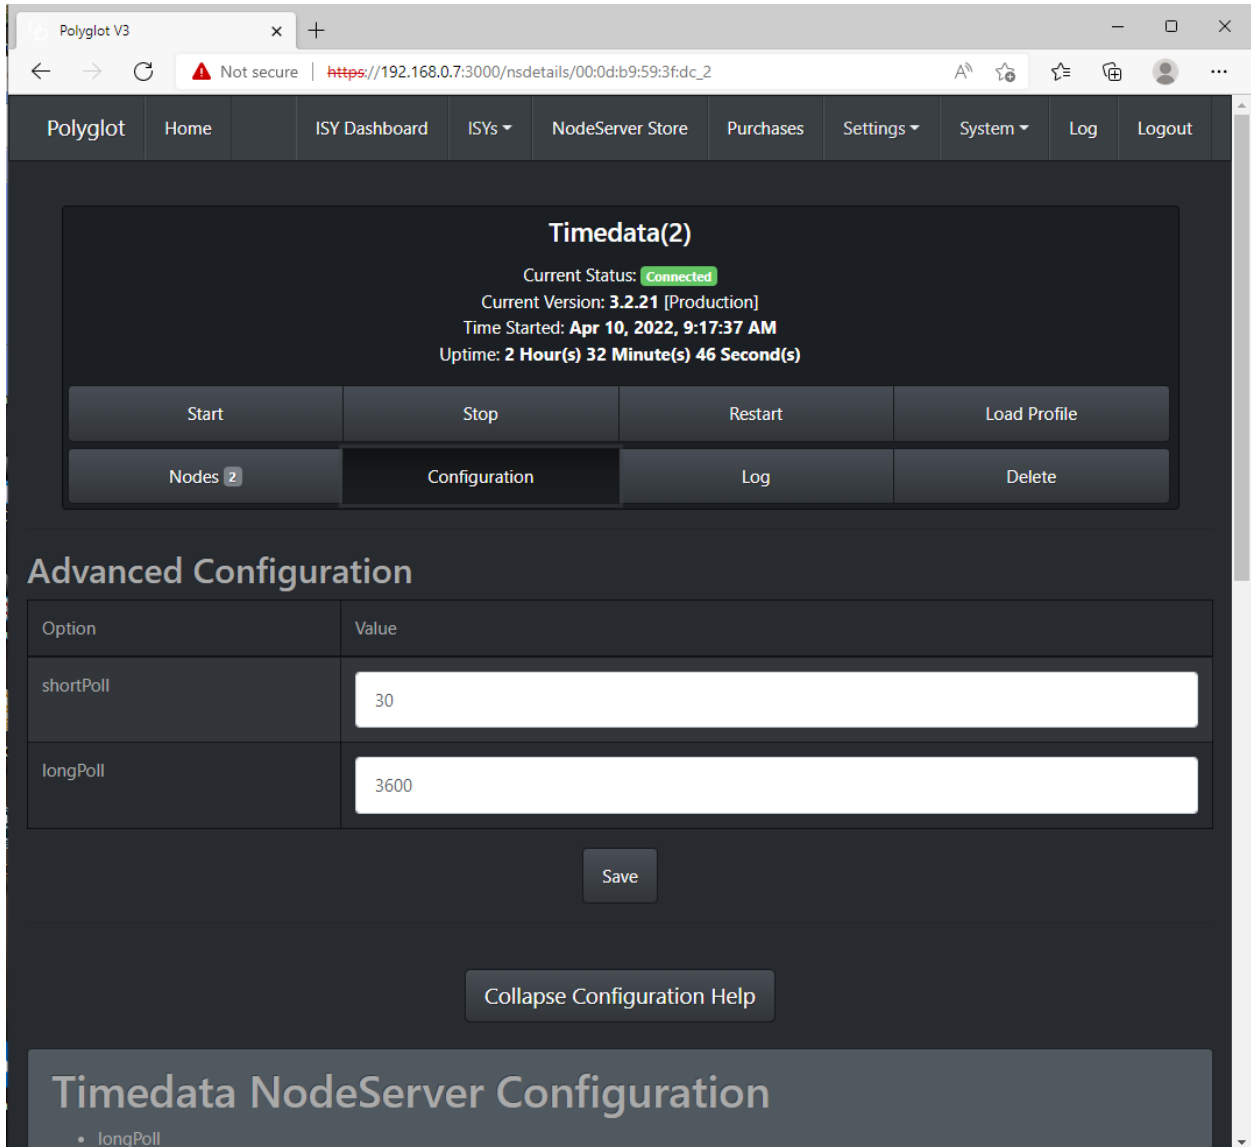 Polyglot V3
Not secure | https://192.168.0.7:3000/nsdetails/00:0d:b9:59:3f:dc_2
Polyglot Home ISY Dashboard ISYs NodeServer Store Purchases Settings System Log Logout
Timedata(2)
Current Status: Connected
Current Version: 3.2.21 [Production]
Time Started: Apr 10, 2022, 9:17:37 AM
Uptime: 2 Hour(s) 32 Minute(s) 46 Second(s)
Start Stop Restart Load Profile
Nodes 2 Configuration Log Delete
Advanced Configuration
Option Value
shortPoll 30
longPoll 3600
Save
Collapse Configuration Help
Timedata NodeServer Configuration
• longPoll